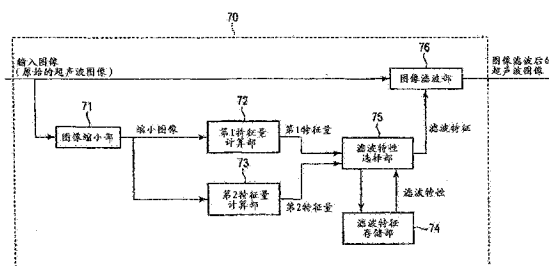 70
输入图像
(原始的超声波图像)
76
图像滤波部
图像滤波后的
超声波图像
71
图像缩小部
缩小图像
72
第1特征量
计算部
第1特征量
73
第2特征量
计算部
第2特征量
75
滤波特性
选择部
滤波特征
滤波特性
滤波特征
存储部
74